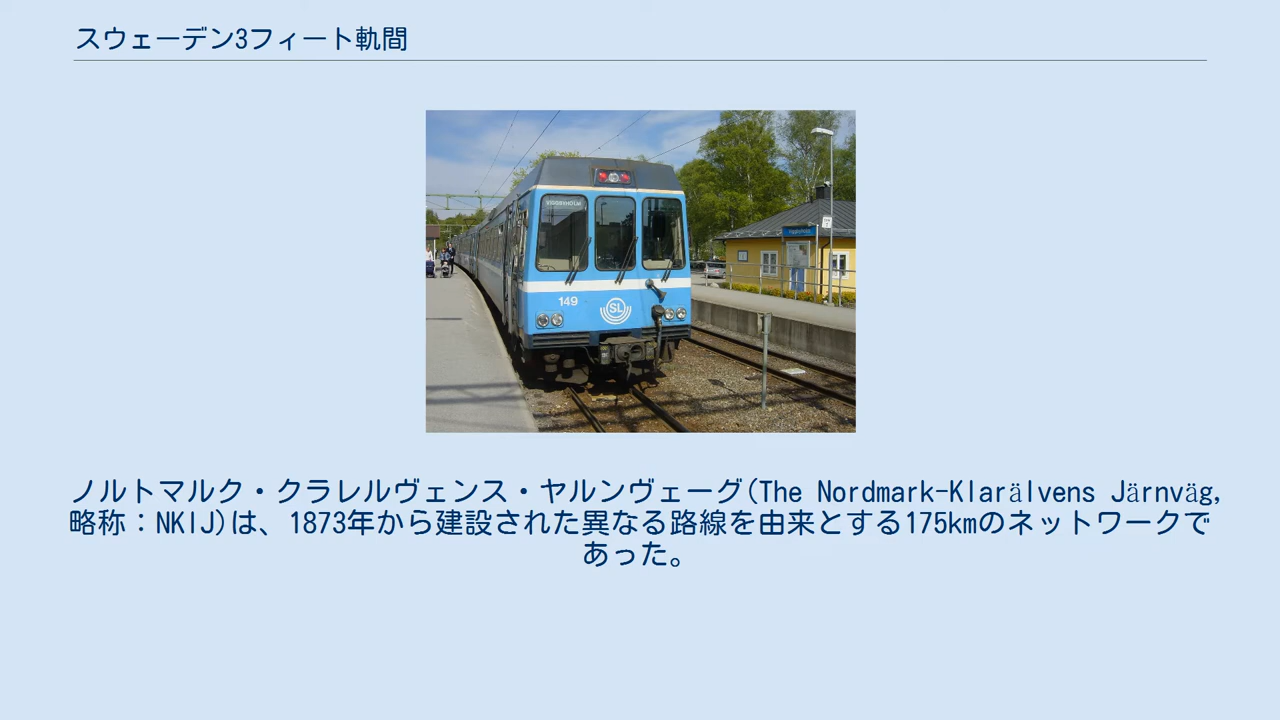 スウェーデン3フィート軌間
149
SL
ノルトマルク・クラレルヴェンス・ヤルンヴェーグ(The Nordmark-Klarälvens Järnväg,
略称：NKlJ)は、1873年から建設された異なる路線を由来とする175kmのネットワークで
あった。